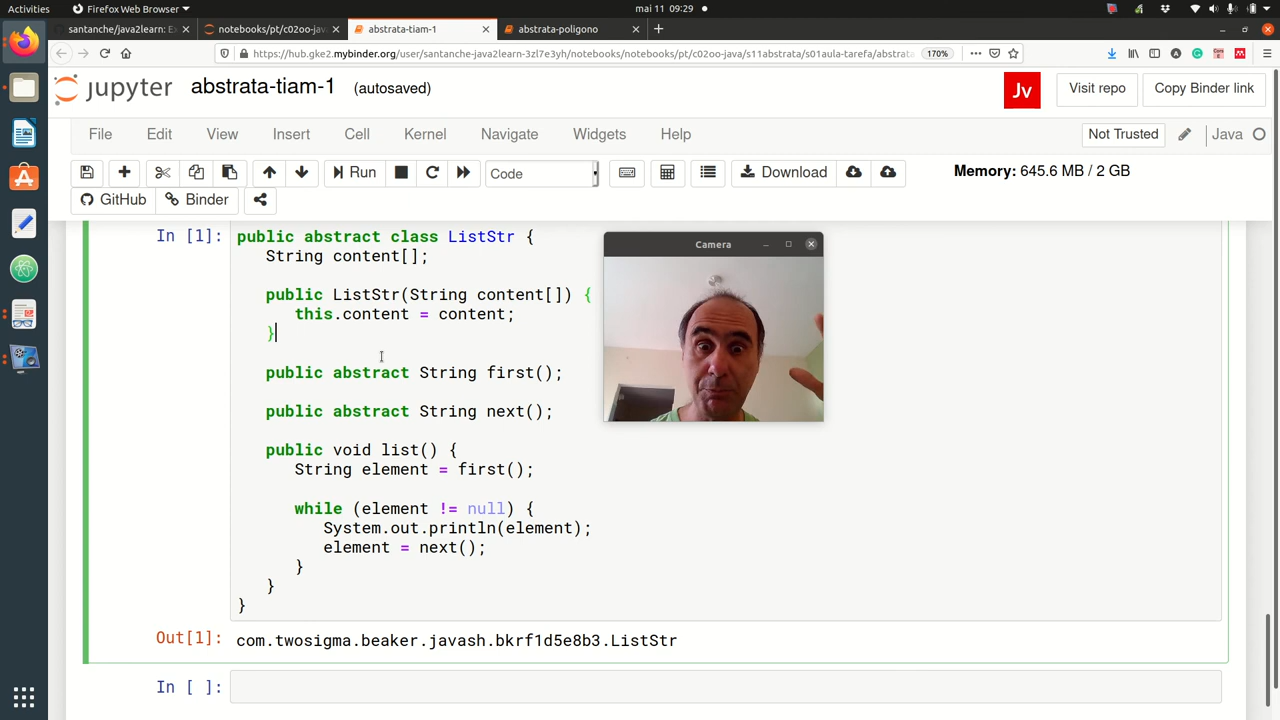 Activities
Firefox Web Browser
mai 11 09:29
santanche/java2learn: Ex
notebooks/pt/c02oo-jav
abstrata-tiam-1
abstrata-poligono
https://hub.gke2.mybinder.org/user/santanche-java2learn-3zl7e3yh/notebooks/notebooks/pt/c02oo-java/s11abstrata/s01aula-tarefa/abstrata
170%
jupyter
abstrata-tiam-1
(autosaved)
Jv
Visit repo
Copy Binder link
File Edit View Insert Cell Kernel Navigate Widgets Help
Not Trusted
Java
Run
Code
Download
Memory: 645.6 MB / 2 GB
GitHub
Binder
In [1]:
public abstract class ListStr {
String content[];
public ListStr(String content[]) {
this.content = content;
}
public abstract String first();
public abstract String next();
public void list() {
String element = first();
while (element != null) {
System.out.println(element);
element = next();
}
}
}
Camera
Out[1]:
com.twosigma.beaker.javash.bkrf1d5e8b3.ListStr
In [ ]: